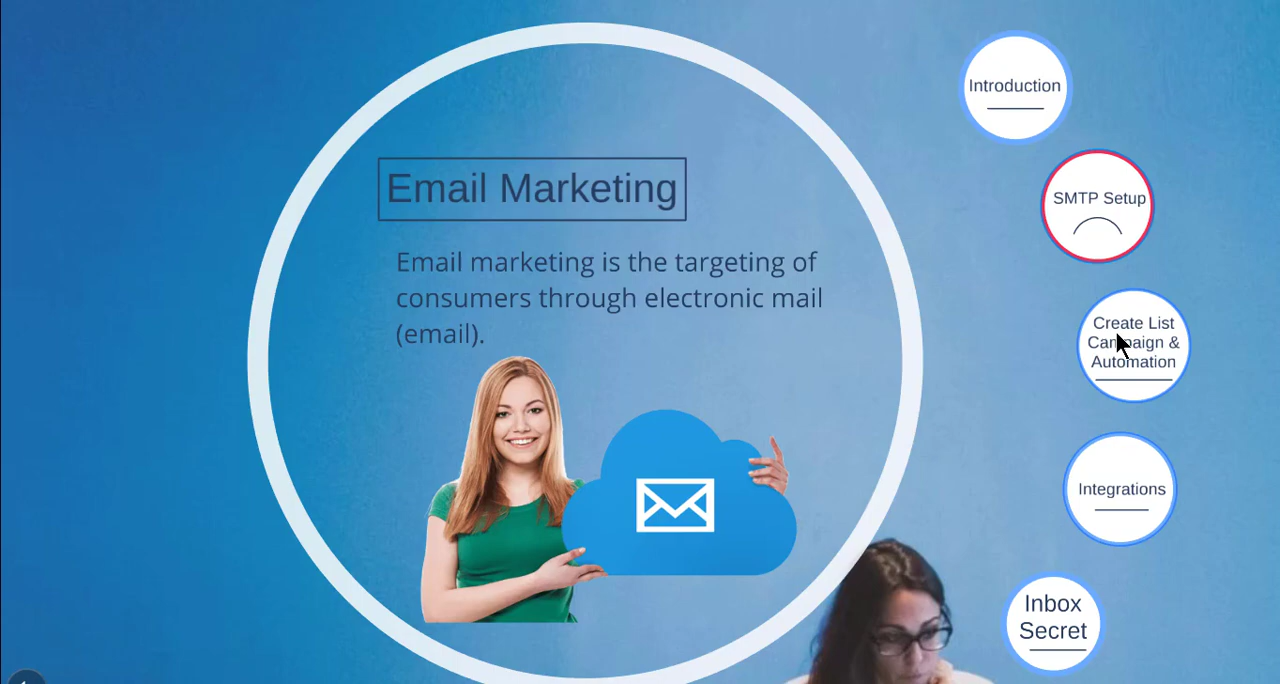 Email Marketing
Email marketing is the targeting of
consumers through electronic mail
(email).
Introduction
SMTP Setup
Create List
Campaign &
Automation
Integrations
Inbox
Secret